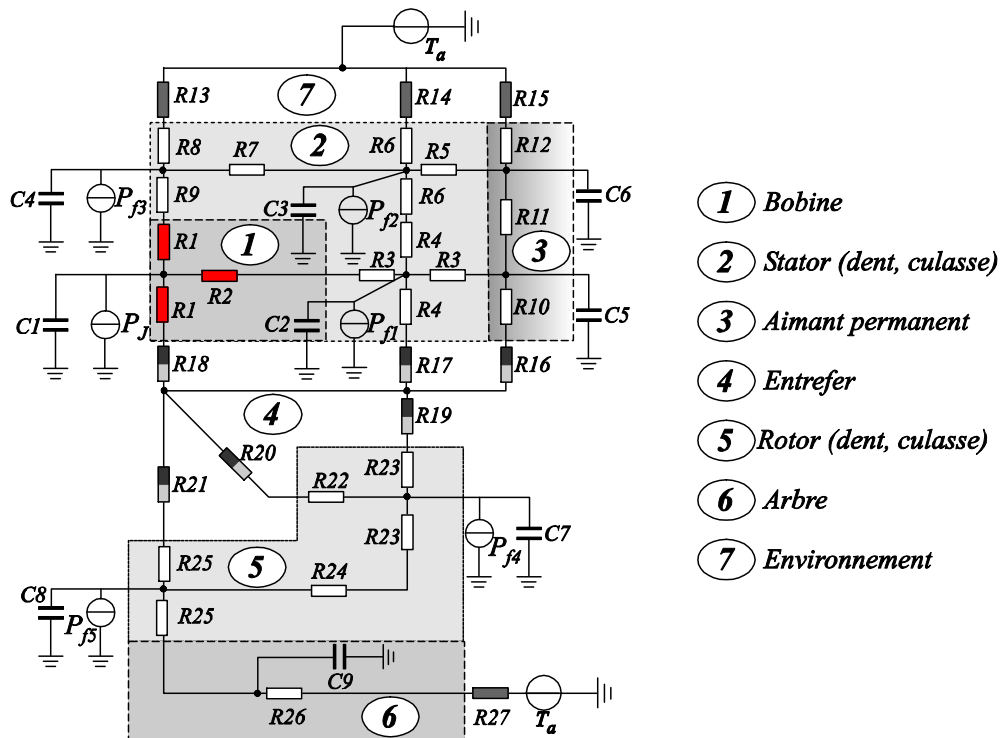 Ta
R13
7
R14
R15
R8
R7
2
R6
R5
R12
C4
Pf3
R9
C3
Pf2
R6
R11
C6
R1
1
R4
3
R2
R3
R3
C1
PJ
R1
C2
Pf1
R4
R10
C5
R18
R17
R16
4
R19
R20
R21
R22
R23
R23
Pf4
C7
R25
5
R24
C8
Pf5
R25
C9
R26
6
R27
Ta
1 Bobine
2 Stator (dent, culasse)
3 Aimant permanent
4 Entrefer
5 Rotor (dent, culasse)
6 Arbre
7 Environnement